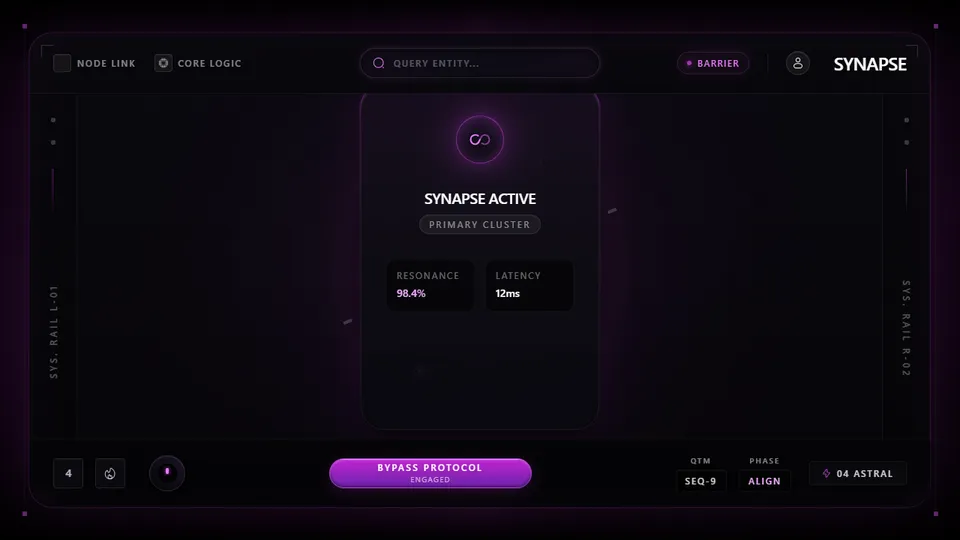 NODE LINK
CORE LOGIC
QUERY ENTITY...
BARRIER
SYNAPSE
SYNAPSE ACTIVE
PRIMARY CLUSTER
RESONANCE
98.4%
LATENCY
12ms
SYS. RAIL L-01
SYS. RAIL R-02
4
BYPASS PROTOCOL
ENGAGED
QTM
SEQ-9
PHASE
ALIGN
04 ASTRAL